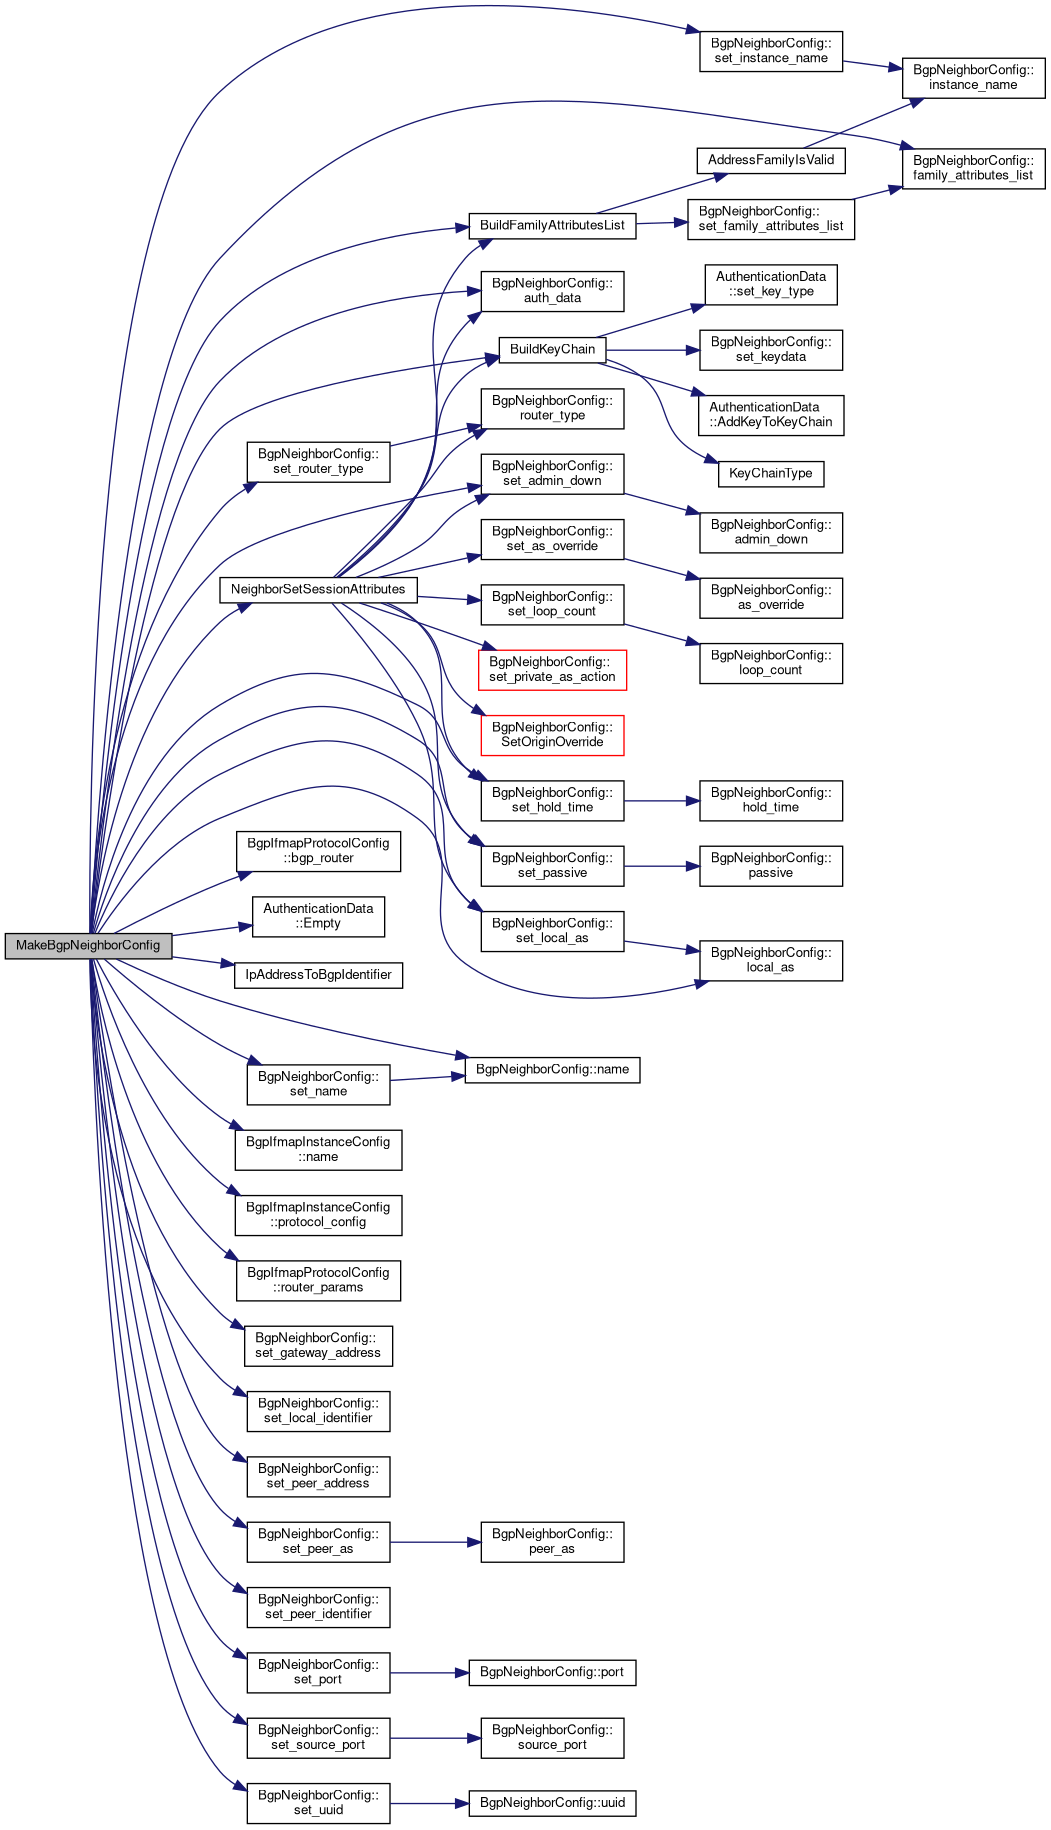 BgpNeighborConfig::
set_instance_name
BgpNeighborConfig::
instance_name
AddressFamilyIsValid
BgpNeighborConfig::
family_attributes_list
BuildFamilyAttributesList
BgpNeighborConfig::
set_family_attributes_list
BgpNeighborConfig::
auth_data
AuthenticationData
::set_key_type
BuildKeyChain
BgpNeighborConfig::
set_keydata
BgpNeighborConfig::
router_type
AuthenticationData
::AddKeyToKeyChain
BgpNeighborConfig::
set_router_type
KeyChainType
BgpNeighborConfig::
set_admin_down
BgpNeighborConfig::
admin_down
BgpNeighborConfig::
set_as_override
NeighborSetSessionAttributes
BgpNeighborConfig::
as_override
BgpNeighborConfig::
set_loop_count
BgpNeighborConfig::
loop_count
BgpNeighborConfig::
set_private_as_action
BgpNeighborConfig::
SetOriginOverride
BgpNeighborConfig::
set_hold_time
BgpNeighborConfig::
hold_time
BgpIfmapProtocolConfig
::bgp_router
BgpNeighborConfig::
set_passive
BgpNeighborConfig::
passive
AuthenticationData
::Empty
BgpNeighborConfig::
set_local_as
MakeBgpNeighborConfig
BgpNeighborConfig::
local_as
IpAddressToBgpIdentifier
BgpNeighborConfig::name
BgpNeighborConfig::
set_name
BgpIfmapInstanceConfig
::name
BgpIfmapInstanceConfig
::protocol_config
BgpIfmapProtocolConfig
::router_params
BgpNeighborConfig::
set_gateway_address
BgpNeighborConfig::
set_local_identifier
BgpNeighborConfig::
set_peer_address
BgpNeighborConfig::
set_peer_as
BgpNeighborConfig::
peer_as
BgpNeighborConfig::
set_peer_identifier
BgpNeighborConfig::
set_port
BgpNeighborConfig::port
BgpNeighborConfig::
set_source_port
BgpNeighborConfig::
source_port
BgpNeighborConfig::
set_uuid
BgpNeighborConfig::uuid